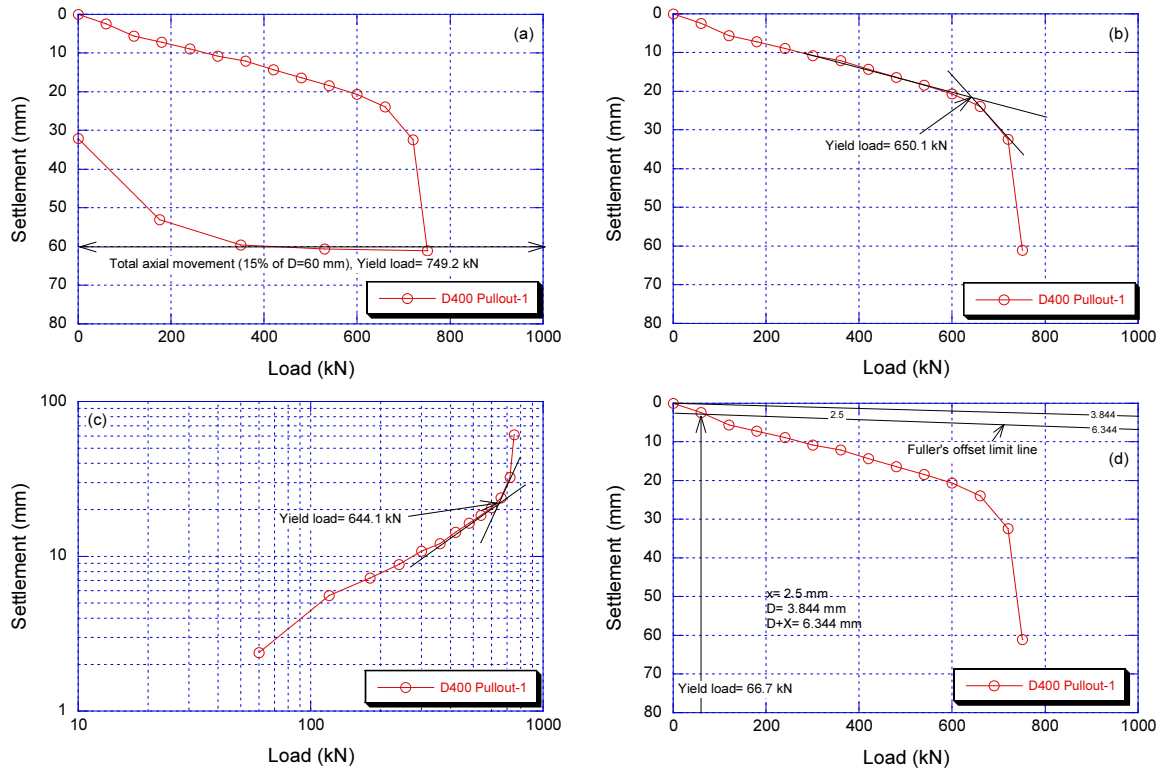 (a)
0
10
20
30
40
50
60
70
80
Settlement (mm)
Total axial movement (15% of D=60 mm), Yield load= 749.2 kN
D400 Pullout-1
0 200 400 600 800 1000
Load (kN)
(b)
0
10
20
30
40
50
60
70
80
Settlement (mm)
Yield load= 650.1 kN
D400 Pullout-1
0 200 400 600 800 1000
Load (kN)
(c)
100
10
1
Settlement (mm)
Yield load= 644.1 kN
D400 Pullout-1
10 100 1000
Load (kN)
0
10
20
30
40
50
60
70
80
Settlement (mm)
2.5
3.844
6.344
Fuller's offset limit line
(d)
x= 2.5 mm
D= 3.844 mm
D+X= 6.344 mm
Yield load= 66.7 kN
D400 Pullout-1
0 200 400 600 800 1000
Load (kN)